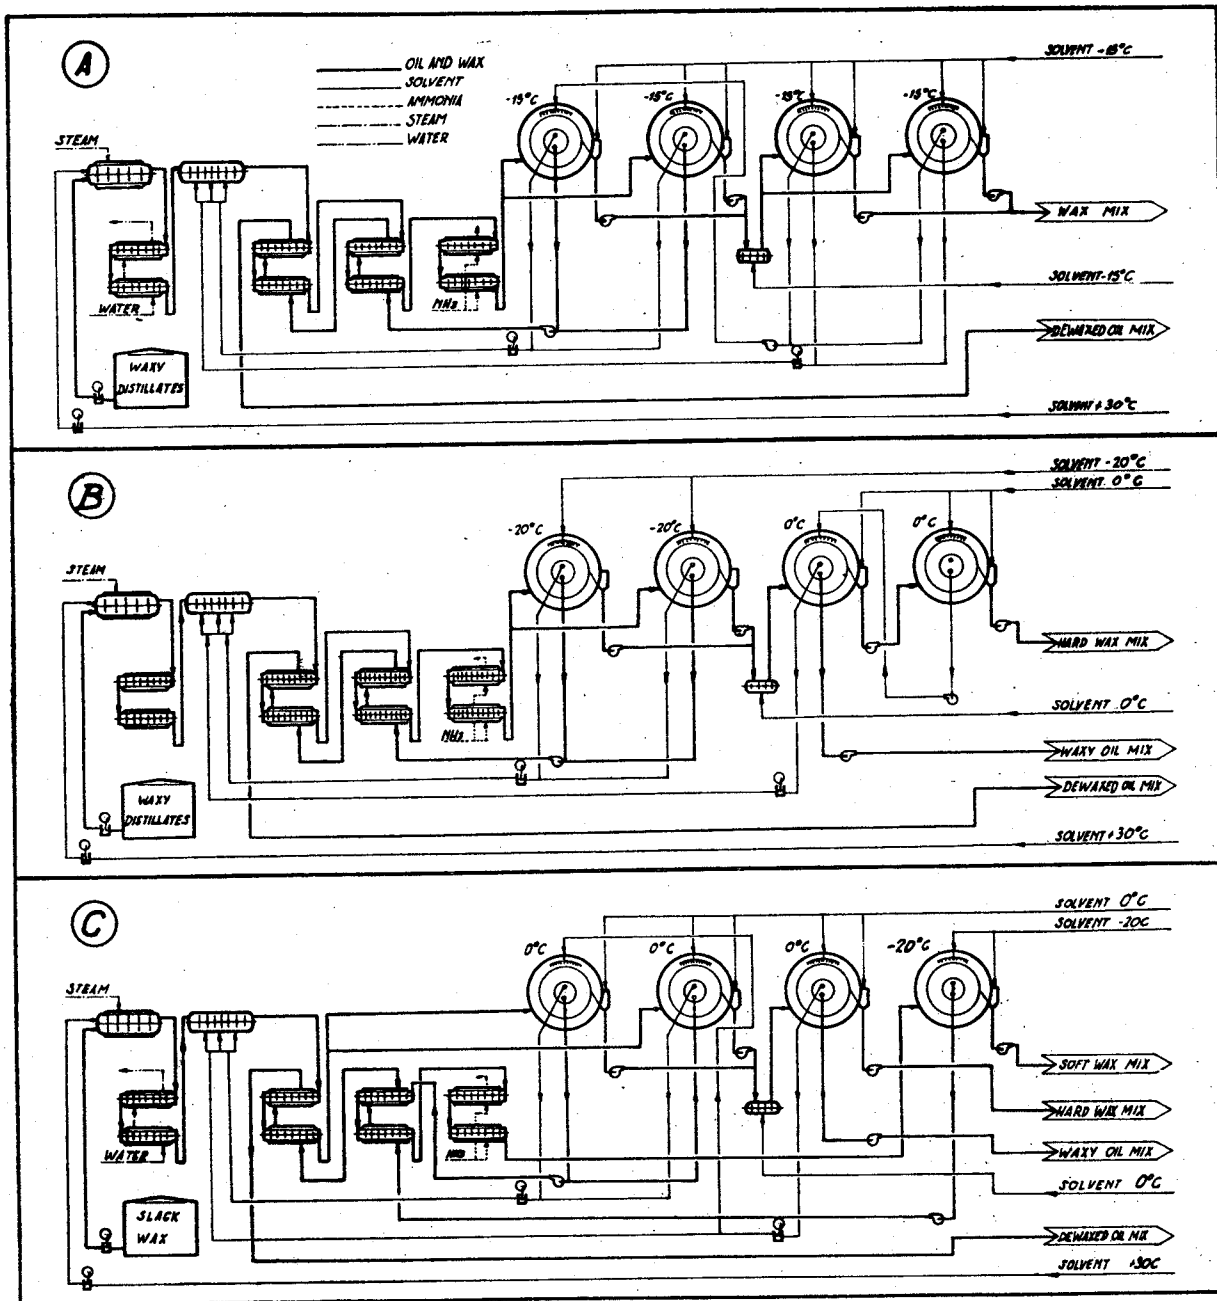 A
OIL AND WAX
SOLVENT
AMMONIA
STEAM
WATER
SOLVENT -15°C
-15°C
-15°C
-15°C
-15°C
STEAM
WAX MIX
WATER
NH3
SOLVENT-15°C
DEWAXED OIL MIX
WAXY
DISTILLATES
SOLVENT+30°C
B
SOLVENT -20°C
SOLVENT 0°C
-20°C
-20°C
0°C
0°C
STEAM
HARD WAX MIX
SOLVENT 0°C
NH3
WAXY OIL MIX
DEWAXED OIL MIX
WAXY
DISTILLATES
SOLVENT+30°C
C
SOLVENT 0°C
SOLVENT -20C
0°C
0°C
0°C
-20°C
STEAM
SOFT WAX MIX
HARD WAX MIX
WATER
NH3
WAXY OIL MIX
SOLVENT 0°C
SLACK
WAX
DEWAXED OIL MIX
SOLVENT +30C